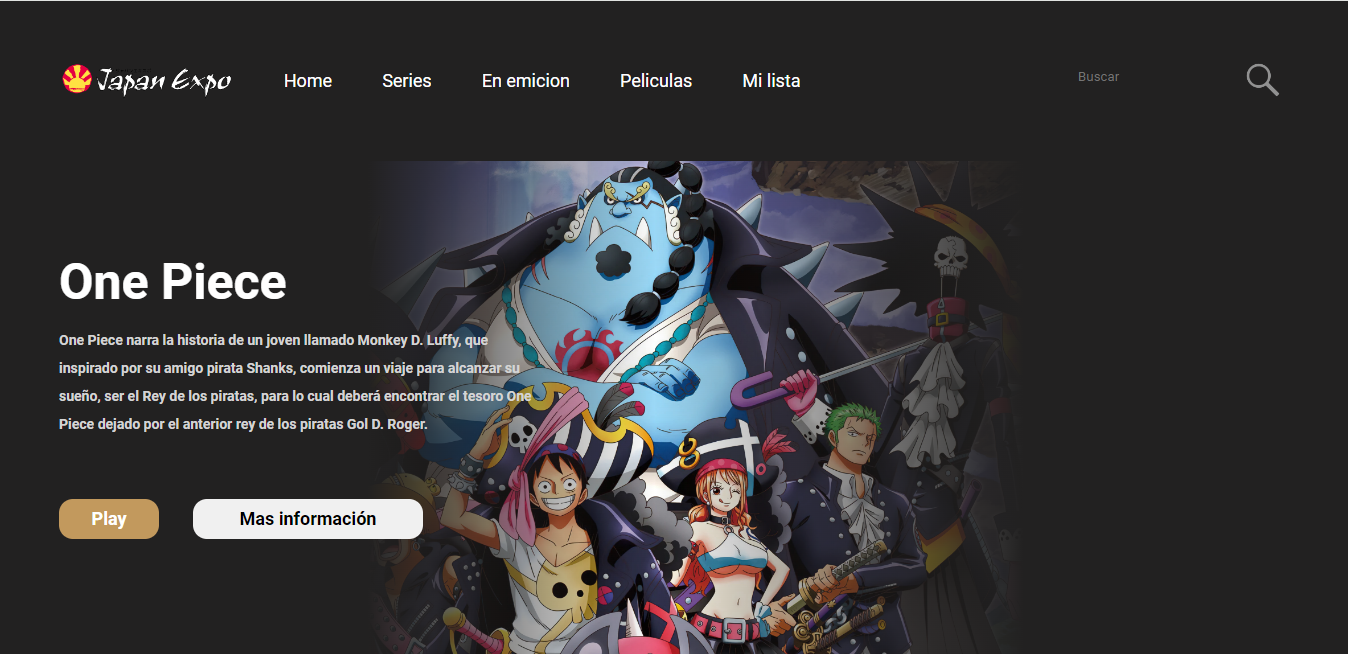 Japan Expo
Home
Series
En emicion
Peliculas
Mi lista
Buscar
One Piece
One Piece narra la historia de un joven llamado Monkey D. Luffy, que
inspirado por su amigo pirata Shanks, comienza un viaje para alcanzar su
sueño, ser el Rey de los piratas, para lo cual deberá encontrar el tesoro One
Piece dejado por el anterior rey de los piratas Gol D. Roger.
Play
Mas información